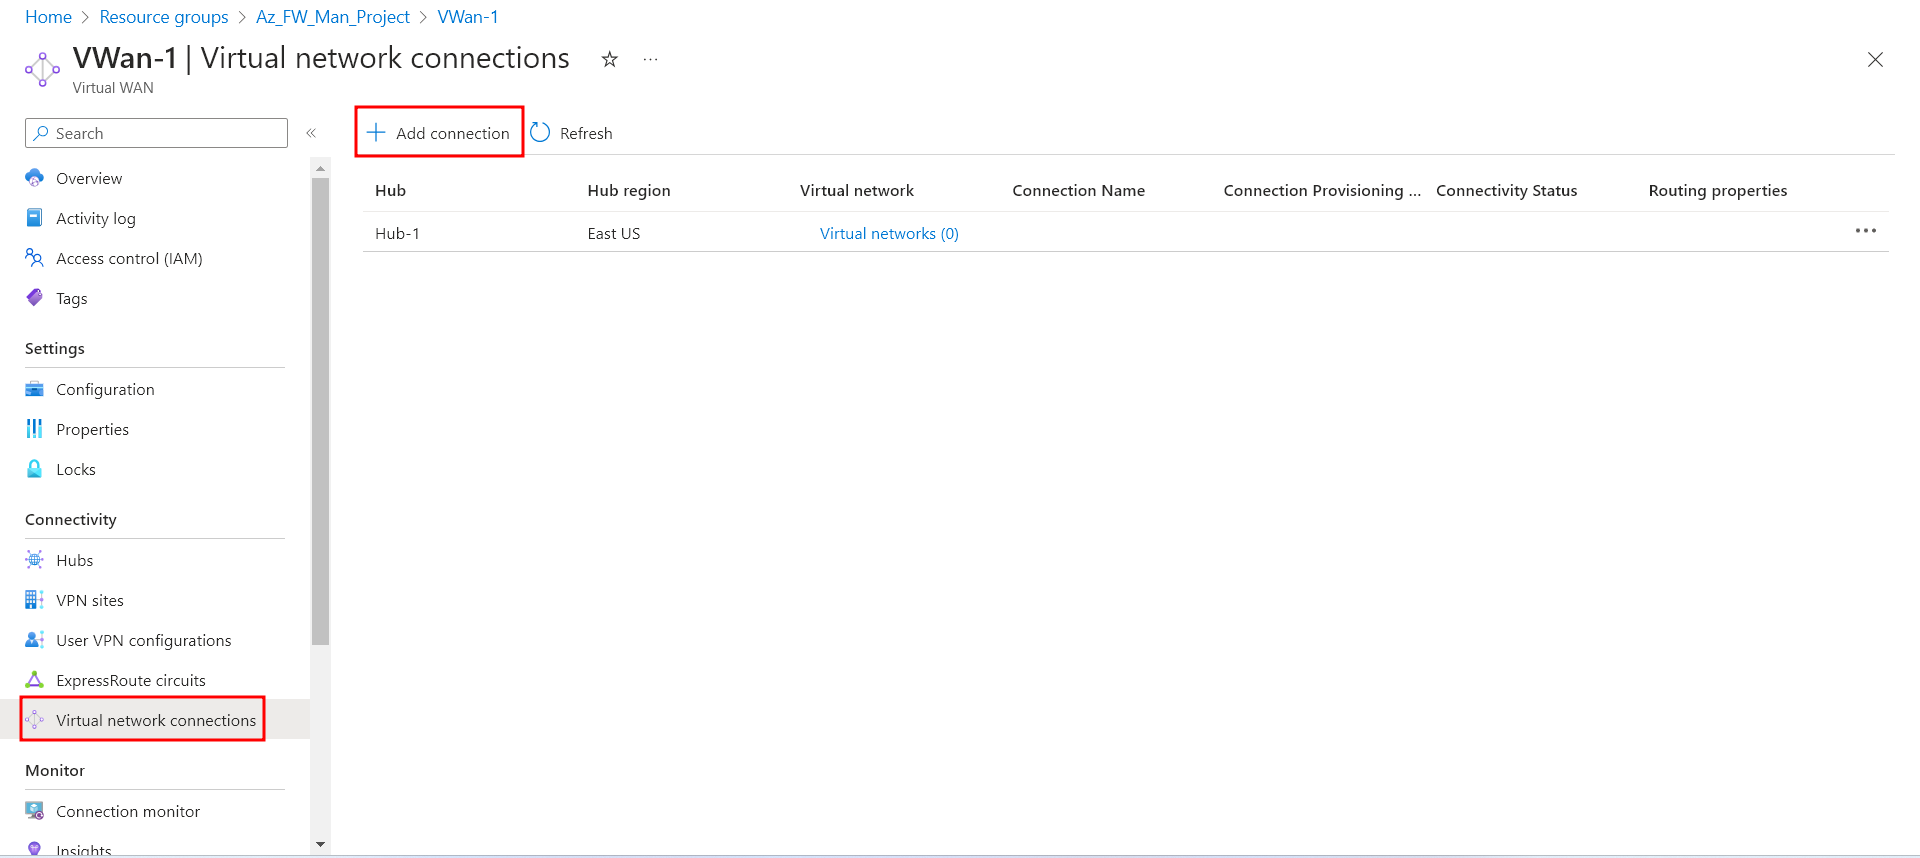 Home > Resource groups > Az_FW_Man_Project > VWan-1
VWan-1 | Virtual network connections
Virtual WAN
Search
Add connection
Refresh
Overview
Activity log
Access control (IAM)
Tags
Settings
Configuration
Properties
Locks
Connectivity
Hubs
VPN sites
User VPN configurations
ExpressRoute circuits
Virtual network connections
Monitor
Connection monitor
Insights
Hub Hub region Virtual network Connection Name Connection Provisioning ... Connectivity Status Routing properties
Hub-1 East US Virtual networks (0)